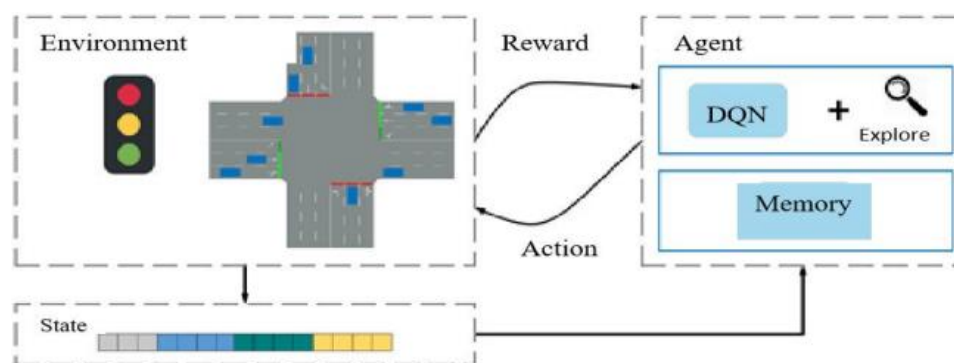 Environment
Reward
Agent
DQN
+
Explore
Memory
Action
State